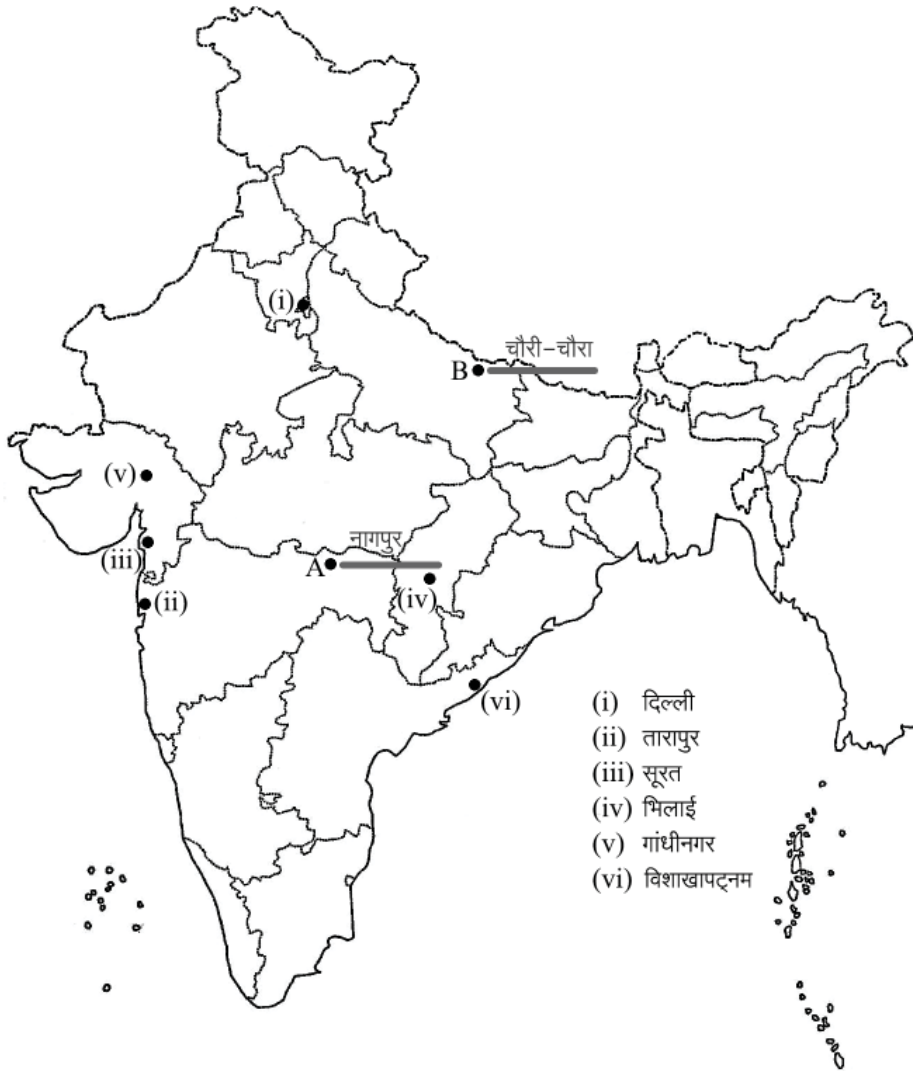 (i)
चौरी-चौरा
B
(v)
नागपुर
(iii)
A
(iv)
(ii)
(vi)
(i) दिल्ली
(ii) तारापुर
(iii) सूरत
(iv) भिलाई
(v) गांधीनगर
(vi) विशाखापट्नम